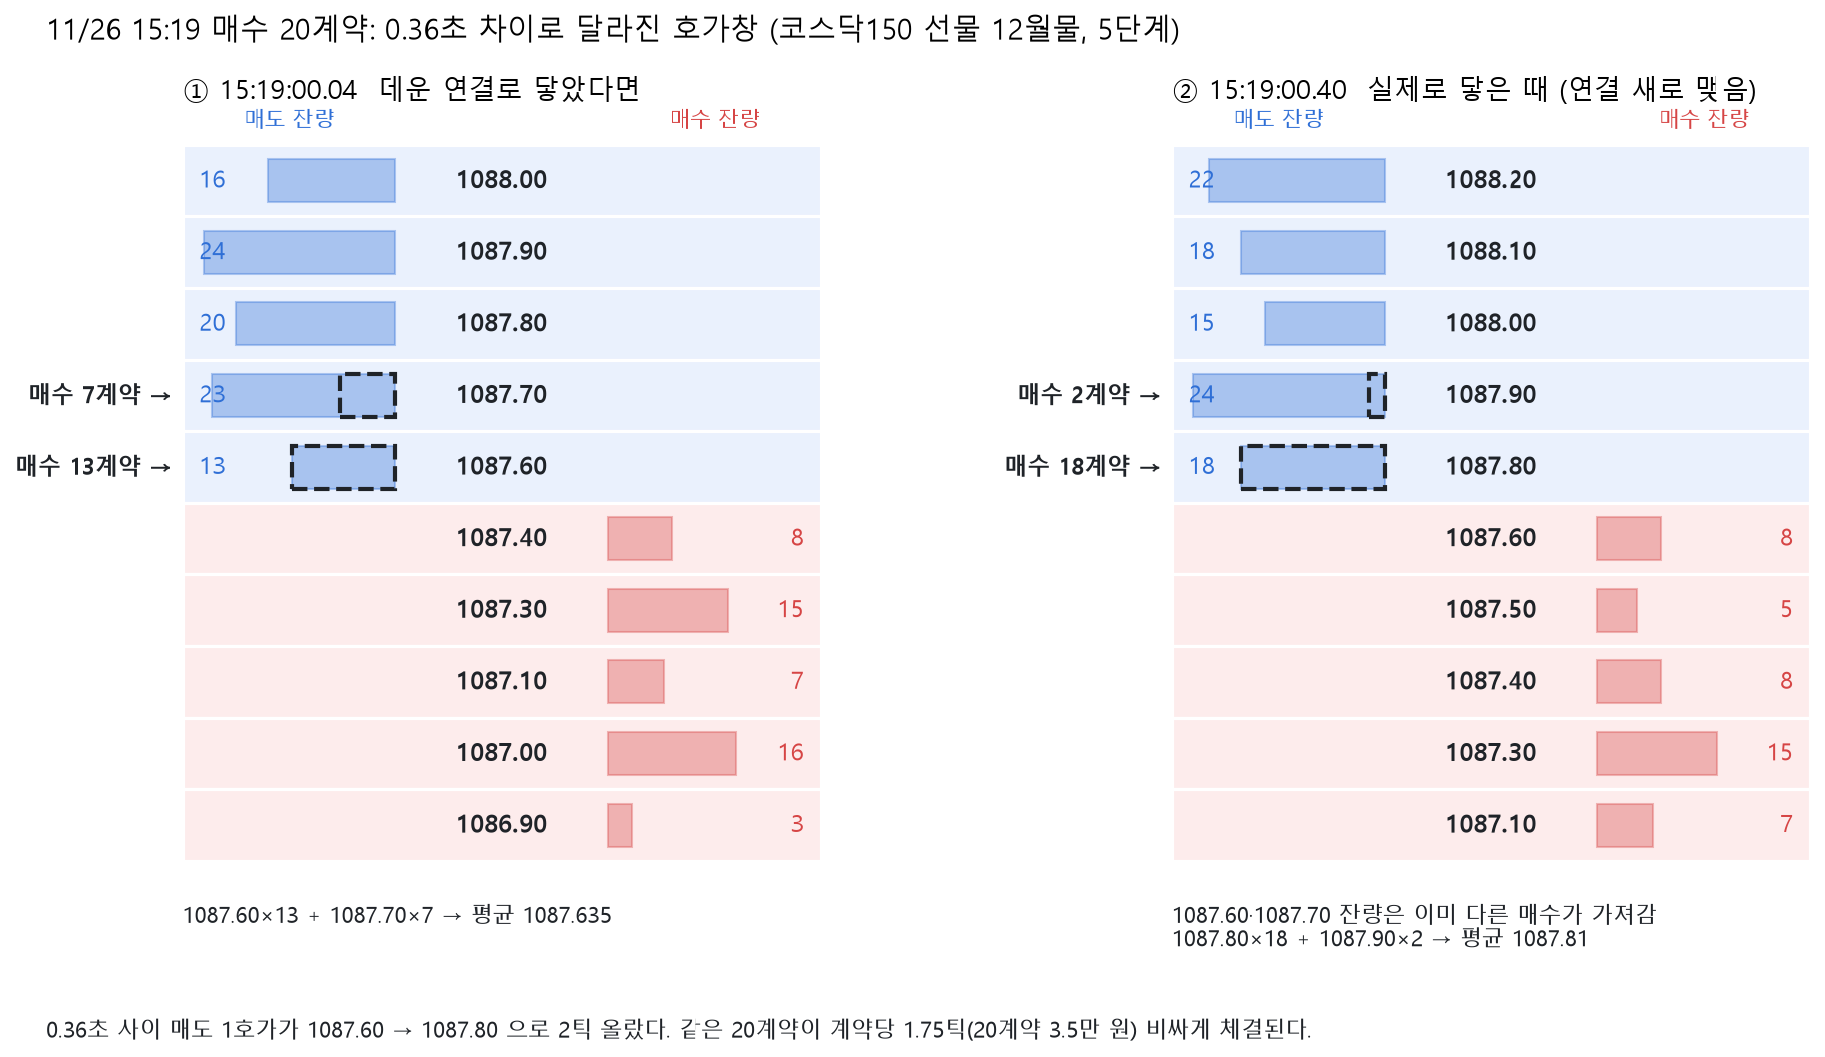 11/26 15:19 매수 20계약: 0.36초 차이로 달라진 호가창 (코스닥150 선물 12월물, 5단계)
① 15:19:00.04 데운 연결로 닿았다면
매도 잔량 매수 잔량
16 1088.00
24 1087.90
20 1087.80
매수 7계약 → 23 1087.70
매수 13계약 → 13 1087.60
1087.40 8
1087.30 15
1087.10 7
1087.00 16
1086.90 3
1087.60×13 + 1087.70×7 → 평균 1087.635
② 15:19:00.40 실제로 닿은 때 (연결 새로 맺음)
매도 잔량 매수 잔량
22 1088.20
18 1088.10
15 1088.00
매수 2계약 → 24 1087.90
매수 18계약 → 18 1087.80
1087.60 8
1087.50 5
1087.40 8
1087.30 15
1087.10 7
1087.60·1087.70 잔량은 이미 다른 매수가 가져감
1087.80×18 + 1087.90×2 → 평균 1087.81
0.36초 사이 매도 1호가가 1087.60 → 1087.80 으로 2틱 올랐다. 같은 20계약이 계약당 1.75틱(20계약 3.5만 원) 비싸게 체결된다.